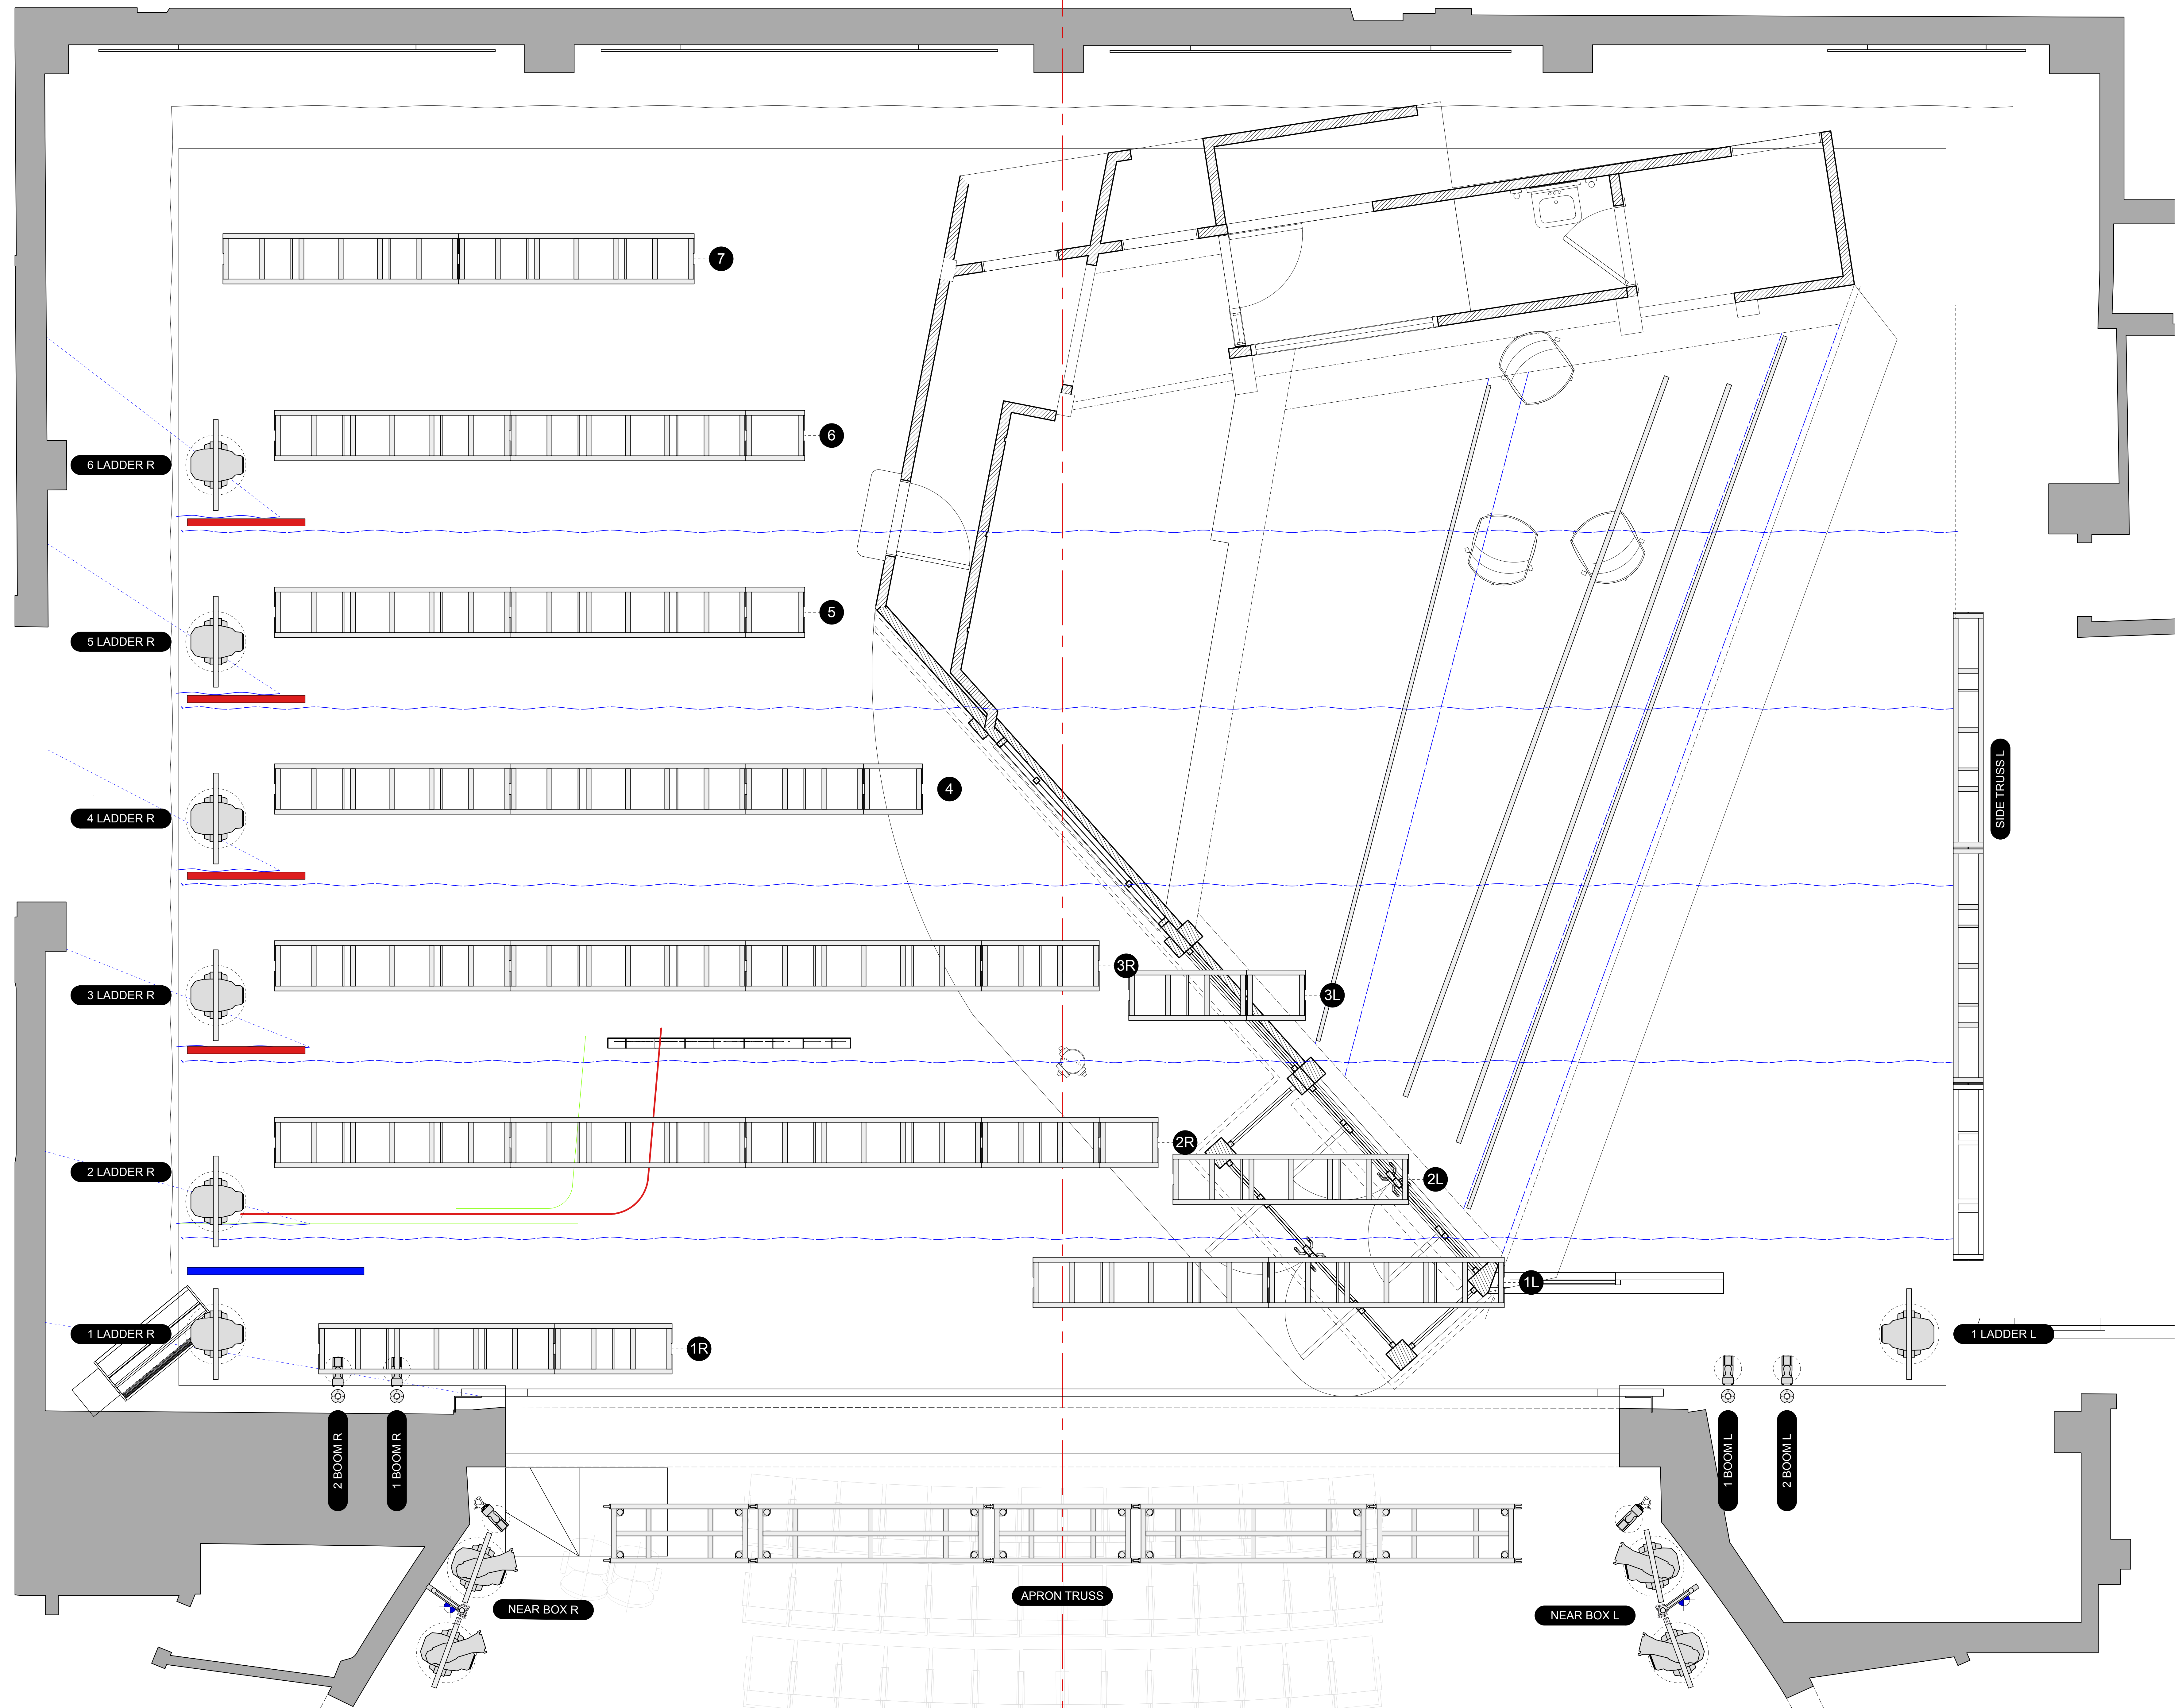 7
6
6 LADDER R
5
5 LADDER R
SIDE TRUSS L
4
4 LADDER R
3R
3L
3 LADDER R
2R
2 LADDER R
2L
1L
1 LADDER R
1 LADDER L
1R
2 BOOM R
1 BOOM R
1 BOOM L
2 BOOM L
APRON TRUSS
NEAR BOX R
NEAR BOX L